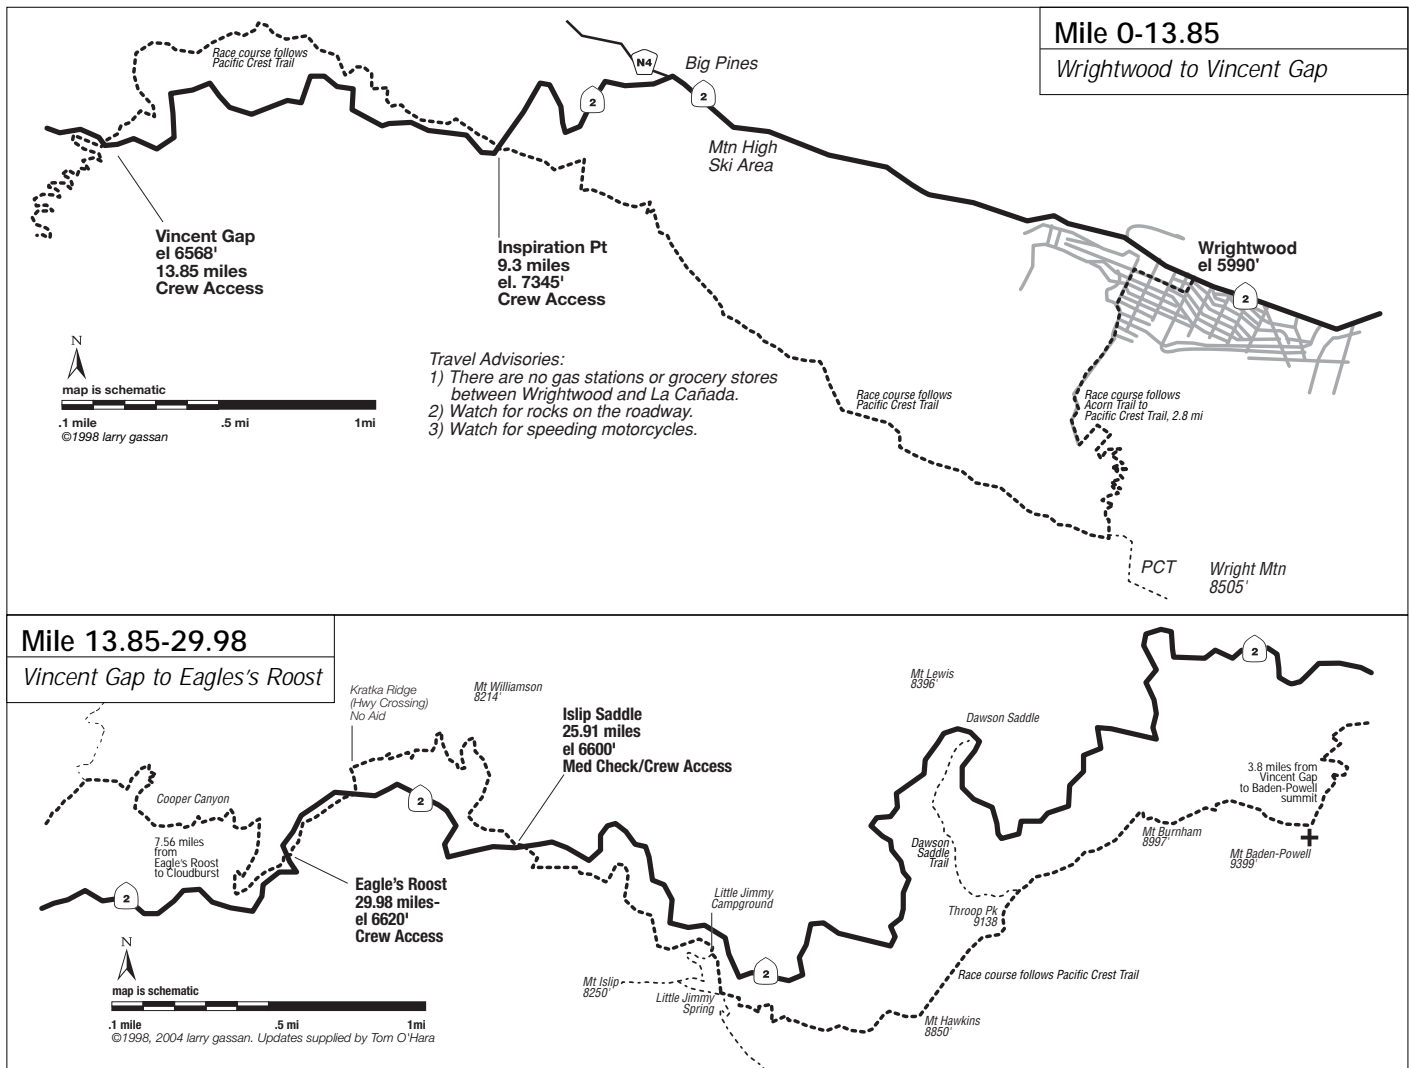 Mile 0-13.85
Wrightwood to Vincent Gap
Race course follows
Pacific Crest Trail
N4
Big Pines
2
2
Mtn High
Ski Area
Vincent Gap
el 6568'
13.85 miles
Crew Access
Inspiration Pt
9.3 miles
el. 7345'
Crew Access
Wrightwood
el 5990'
2
N
map is schematic
.1 mile .5 mi 1mi
©1998 larry gassan
Travel Advisories:
1) There are no gas stations or grocery stores
between Wrightwood and La Cañada.
2) Watch for rocks on the roadway.
3) Watch for speeding motorcycles.
Race course follows
Pacific Crest Trail
Race course follows
Acorn Trail to
Pacific Crest Trail, 2.8 mi
PCT
Wright Mtn
8505'
Mile 13.85-29.98
Vincent Gap to Eagles's Roost
Kratka Ridge
(Hwy Crossing)
No Aid
Mt Williamson
8214'
Islip Saddle
25.91 miles
el 6600'
Med Check/Crew Access
Mt Lewis
8396'
Dawson Saddle
2
3.8 miles from
Vincent Gap
to Baden-Powell
summit
Cooper Canyon
7.56 miles
from
Eagle's Roost
to Cloudburst
2
2
Eagle's Roost
29.98 miles-
el 6620'
Crew Access
Dawson
Saddle
Trail
Mt Burnham
8997'
Mt Baden-Powell
9399'
Little Jimmy
Campground
Throop Pk
9138
2
Race course follows Pacific Crest Trail
Mt Islip
8250'
Little Jimmy
Spring
Mt Hawkins
8850'
N
map is schematic
.1 mile .5 mi 1mi
©1998, 2004 larry gassan. Updates supplied by Tom O'Hara